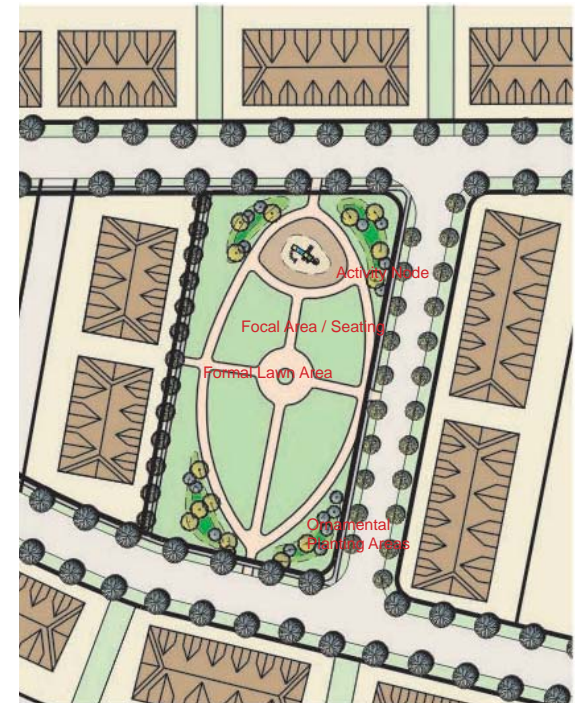 Activity Node
Focal Area / Seating
Formal Lawn Area
Ornamental
Planting Areas